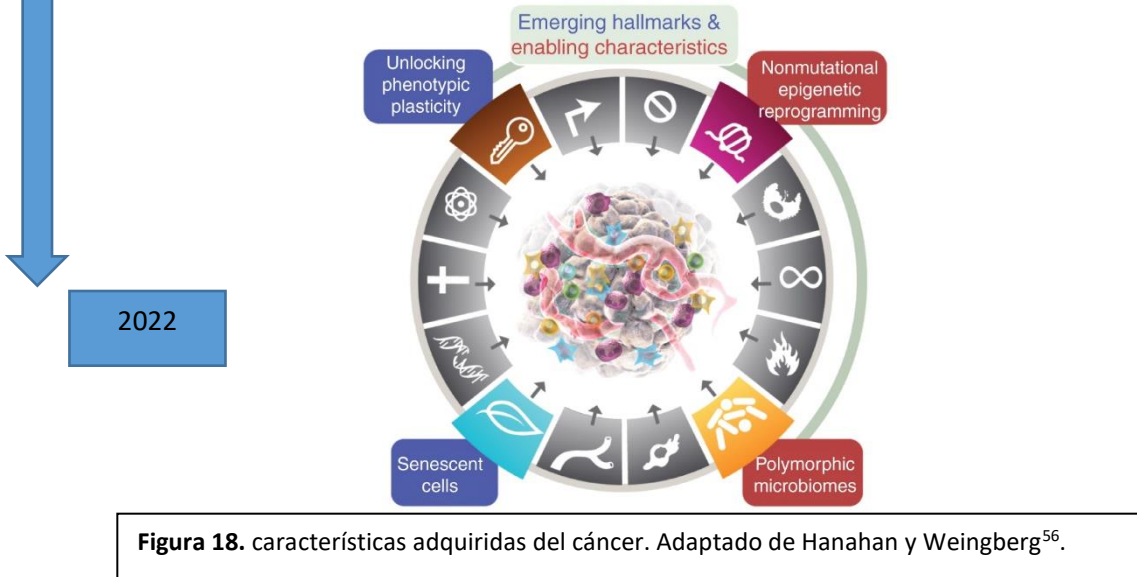 Emerging hallmarks &
enabling characteristics
Unlocking
phenotypic
plasticity
Nonmutational
epigenetic
reprogramming
2022
Senescent
cells
Polymorphic
microbiomes
Figura 18. características adquiridas del cáncer. Adaptado de Hanahan y Weingberg⁵⁶.